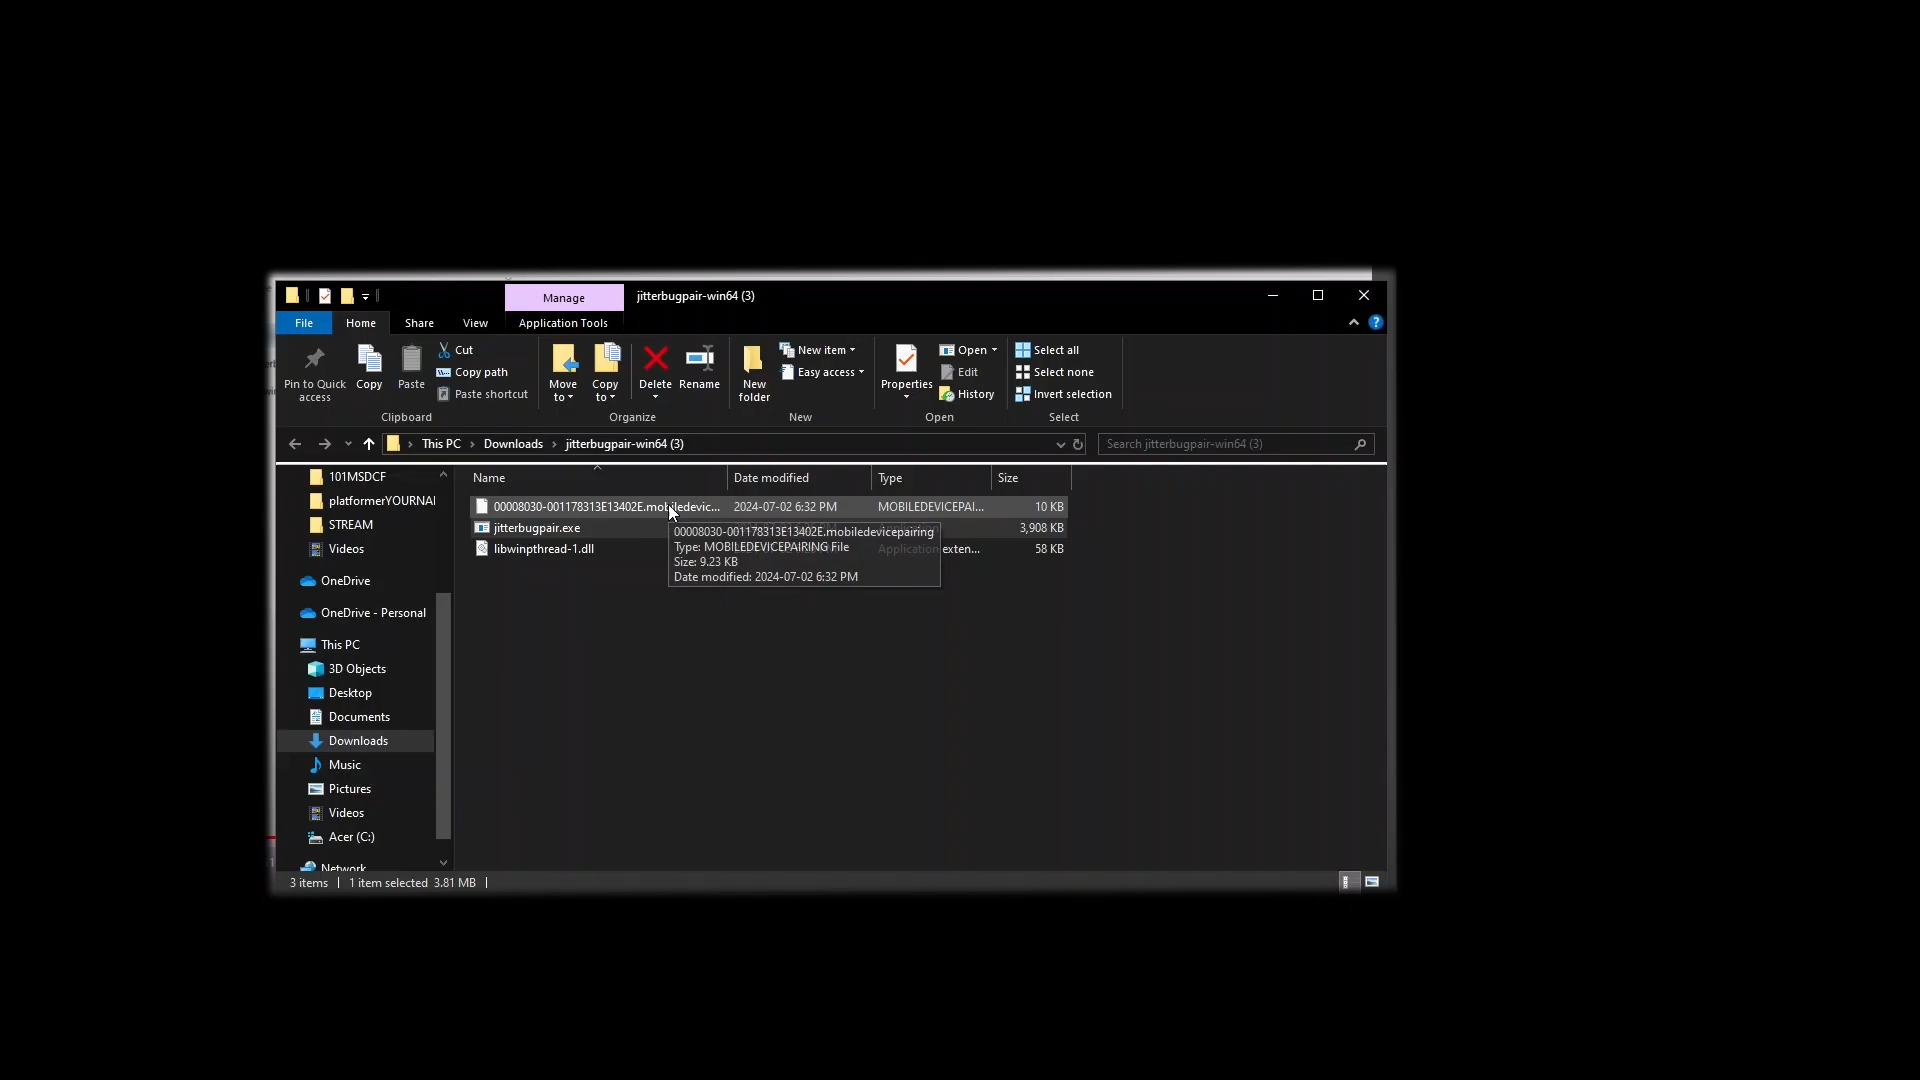 Manage
jitterbugpair-win64 (3)
File
Home
Share
View
Application Tools
Pin to Quick access
Copy
Paste
Cut
Copy path
Paste shortcut
Clipboard
Move to
Copy to
Delete
Rename
Organize
New folder
New item
Easy access
New
Properties
Open
Edit
History
Open
Select all
Select none
Invert selection
Select
This PC > Downloads > jitterbugpair-win64 (3)
Search jitterbugpair-win64 (3)
101MSDCF
platformerYOURNAI
STREAM
Videos
OneDrive
OneDrive - Personal
This PC
3D Objects
Desktop
Documents
Downloads
Music
Pictures
Videos
Acer (C:)
Network
Name Date modified Type Size
00008030-001178313E13402E.mobiledevic... 2024-07-02 6:32 PM MOBILEDEVICEPAI... 10 KB
jitterbugpair.exe 3,908 KB
libwinpthread-1.dll Application exten... 58 KB
00008030-001178313E13402E.mobiledevicepairing
Type: MOBILEDEVICEPAIRING File
Size: 9.23 KB
Date modified: 2024-07-02 6:32 PM
3 items | 1 item selected 3.81 MB |